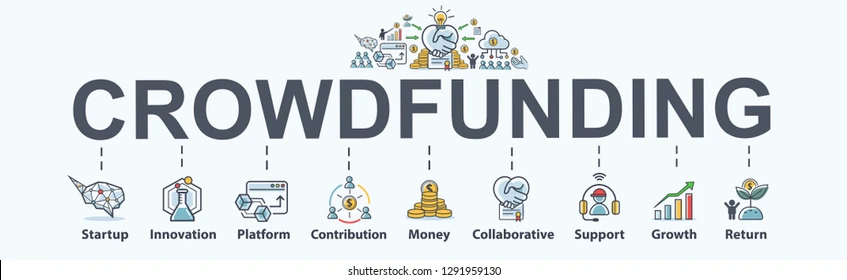 CROWDFUNDING
Startup Innovation Platform Contribution Money Collaborative Support Growth Return
shutterstock.com · 1291959130